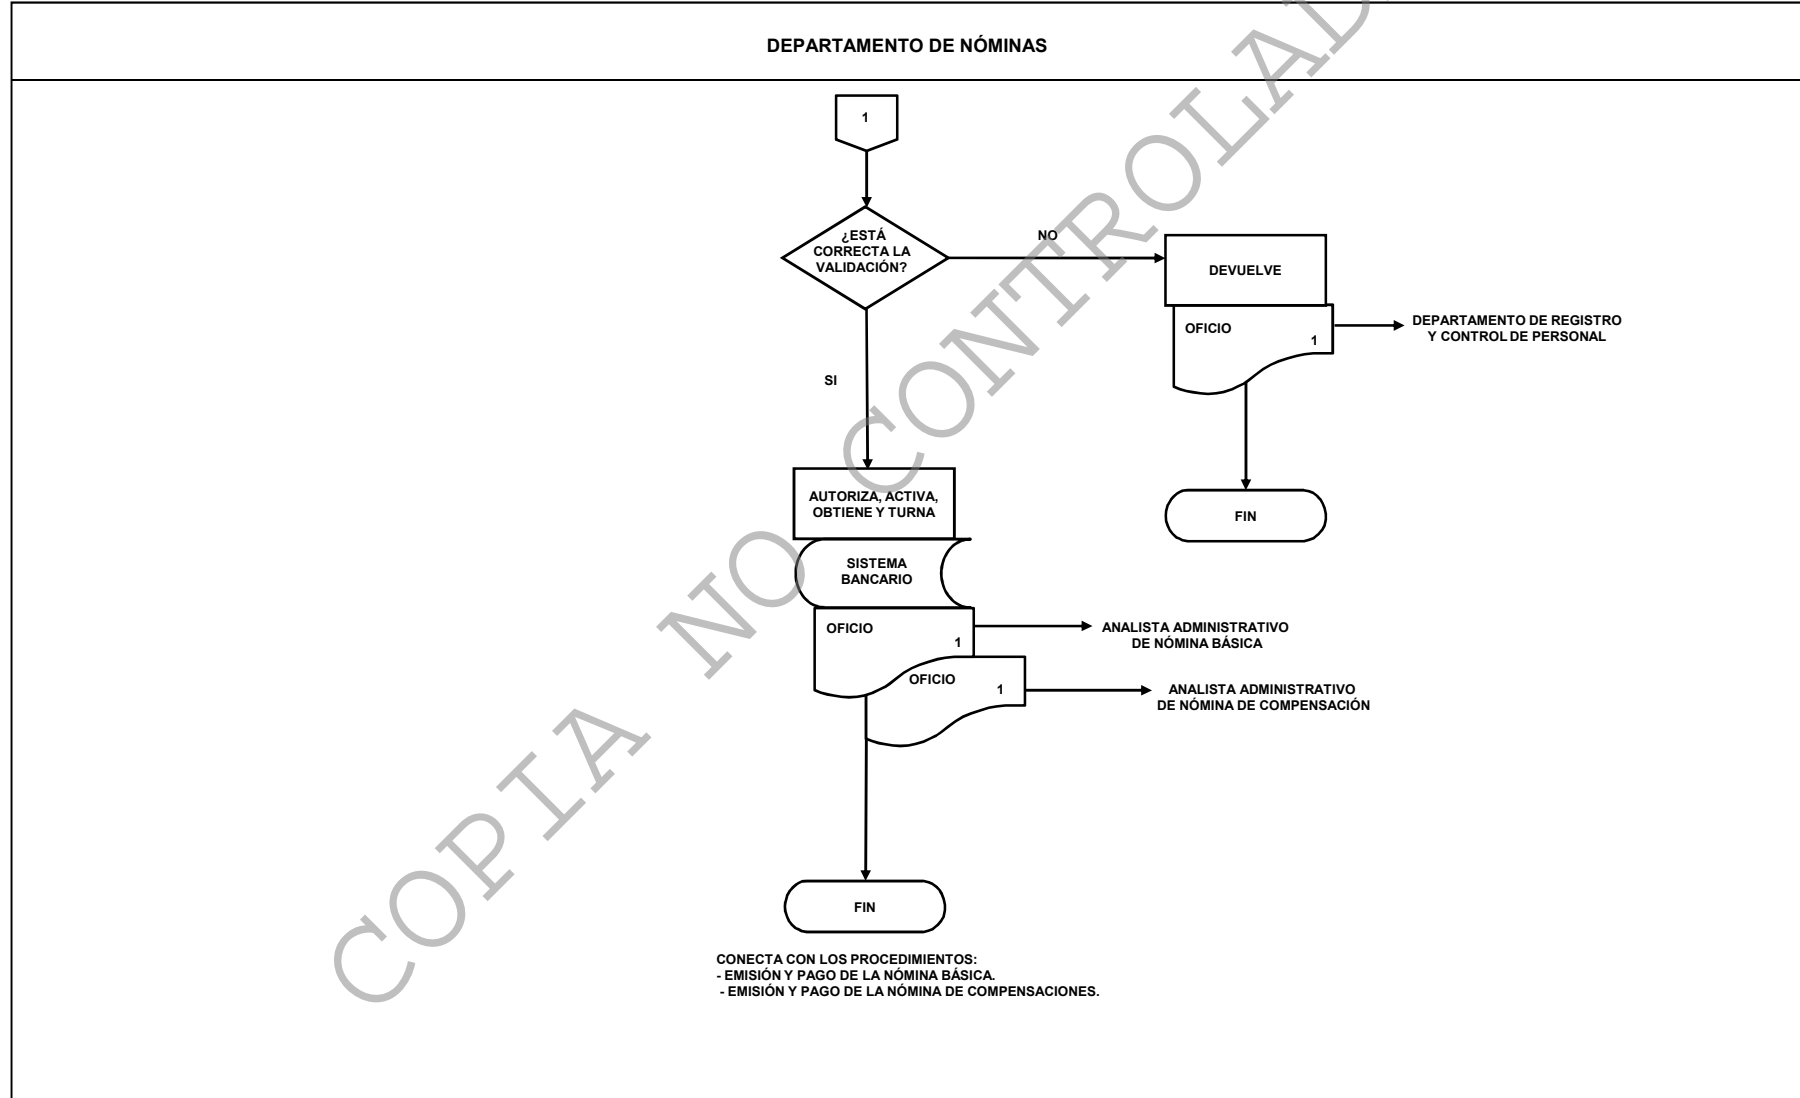 DEPARTAMENTO DE NÓMINAS
1
¿ESTÁ
CORRECTA LA
VALIDACIÓN?
NO
DEVUELVE
OFICIO
1
DEPARTAMENTO DE REGISTRO
Y CONTROL DE PERSONAL
SI
FIN
AUTORIZA, ACTIVA,
OBTIENE Y TURNA
SISTEMA
BANCARIO
OFICIO
1
ANALISTA ADMINISTRATIVO
DE NÓMINA BÁSICA
OFICIO
1
ANALISTA ADMINISTRATIVO
DE NÓMINA DE COMPENSACIÓN
FIN
CONECTA CON LOS PROCEDIMIENTOS:
- EMISIÓN Y PAGO DE LA NÓMINA BÁSICA.
- EMISIÓN Y PAGO DE LA NÓMINA DE COMPENSACIONES.
COPIA NO CONTROLAD